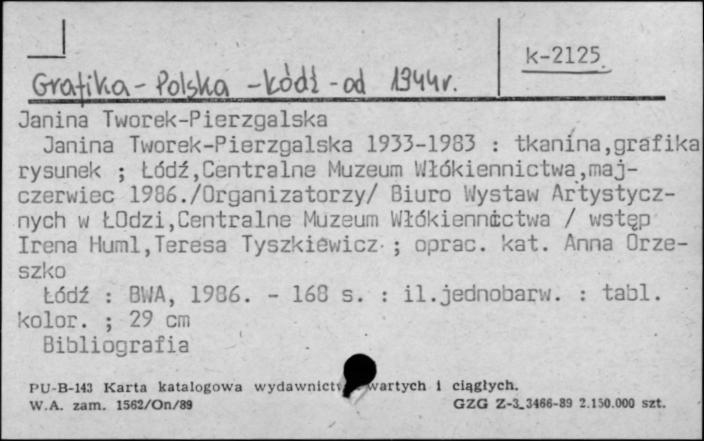 k-2125
Grafika - Polska - Łódź - od 1944r.
Janina Tworek-Pierzgalska
Janina Tworek-Pierzgalska 1933-1983 : tkanina,grafika
rysunek ; Łódź,Centralne Muzeum Włókiennictwa,maj-
czerwiec 1986./Organizatorzy/ Biuro Wystaw Artystycz-
nych w ŁOdzi,Centralne Muzeum Włókiennictwa / wstęp
Irena Huml,Teresa Tyszkiewicz ; oprac. kat. Anna Orze-
szko
Łódź : BWA, 1986. - 168 s. : il.jednobarw. : tabl.
kolor. ; 29 cm
Bibliografia
PU-B-143 Karta katalogowa wartych i ciągłych.
W.A. zam. 1562/On/89 GZG Z-3. 3466-89 2.150.000 szt.